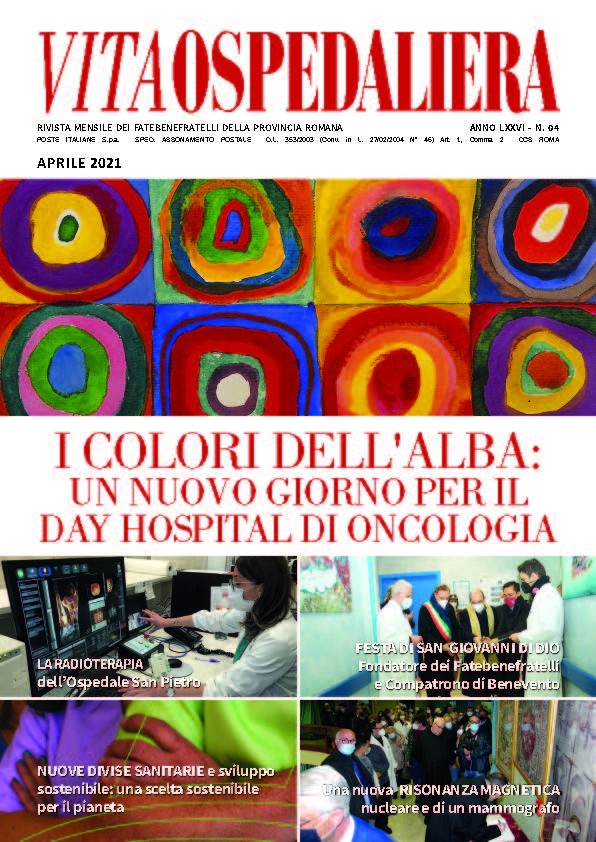 VITAOSPEDALIERA
RIVISTA MENSILE DEI FATEBENEFRATELLI DELLA PROVINCIA ROMANA
ANNO LXXVI - N. 04
POSTE ITALIANE S.p.a. SPED. ABBONAMENTO POSTALE D.L. 353/2003 (Conv. in L. 27/02/2004 N° 46) Art. 1, Comma 2 DCB ROMA
APRILE 2021
I COLORI DELL'ALBA:
UN NUOVO GIORNO PER IL
DAY HOSPITAL DI ONCOLOGIA
LA RADIOTERAPIA
dell'Ospedale San Pietro
FESTA DI SAN GIOVANNI DI DIO
Fondatore dei Fatebenefratelli
e Compatrono di Benevento
NUOVE DIVISE SANITARIE e sviluppo
sostenibile: una scelta sostenibile
per il pianeta
Una nuova RISONANZA MAGNETICA
nucleare e di un mammografo